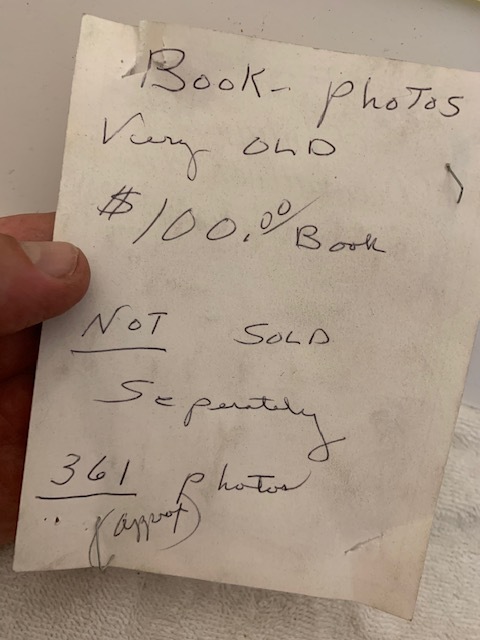 Book - Photos
Very OLD
$100.00 Book
NOT SOLD
Seperately
361 photos
(approx)